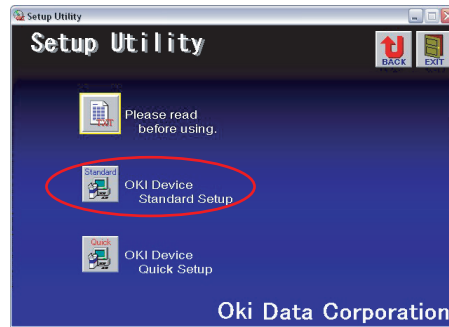 Setup Utility
Setup Utility
BACK
EXIT
TXT
Please read
before using.
Standard
OKI Device
Standard Setup
Quick
OKI Device
Quick Setup
Oki Data Corporation